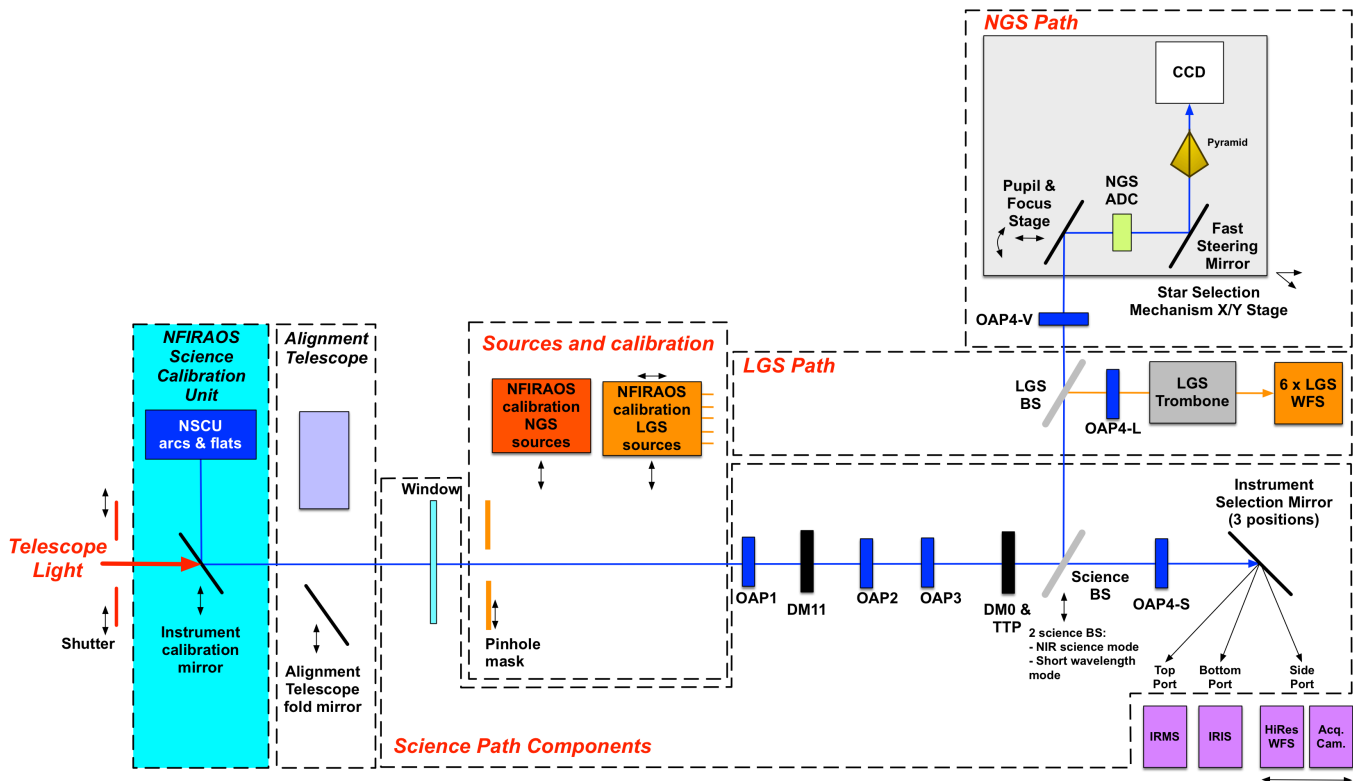 NGS Path
CCD
Pyramid
Pupil &
Focus
Stage
NGS
ADC
Fast
Steering
Mirror
Star Selection
Mechanism X/Y Stage
OAP4-V
NFIRAOS
Science
Calibration
Unit
NSCU
arcs & flats
Alignment
Telescope
Sources and calibration
NFIRAOS
calibration
NGS
sources
NFIRAOS
calibration
LGS
sources
LGS Path
LGS
BS
OAP4-L
LGS
Trombone
6 x LGS
WFS
Telescope
Light
Shutter
Instrument
calibration
mirror
Alignment
Telescope
fold mirror
Window
Pinhole
mask
OAP1
DM11
OAP2
OAP3
DM0 &
TTP
Science
BS
2 science BS:
- NIR science mode
- Short wavelength
mode
OAP4-S
Instrument
Selection Mirror
(3 positions)
Top
Port
Bottom
Port
Side
Port
IRMS
IRIS
HiRes
WFS
Acq.
Cam.
Science Path Components